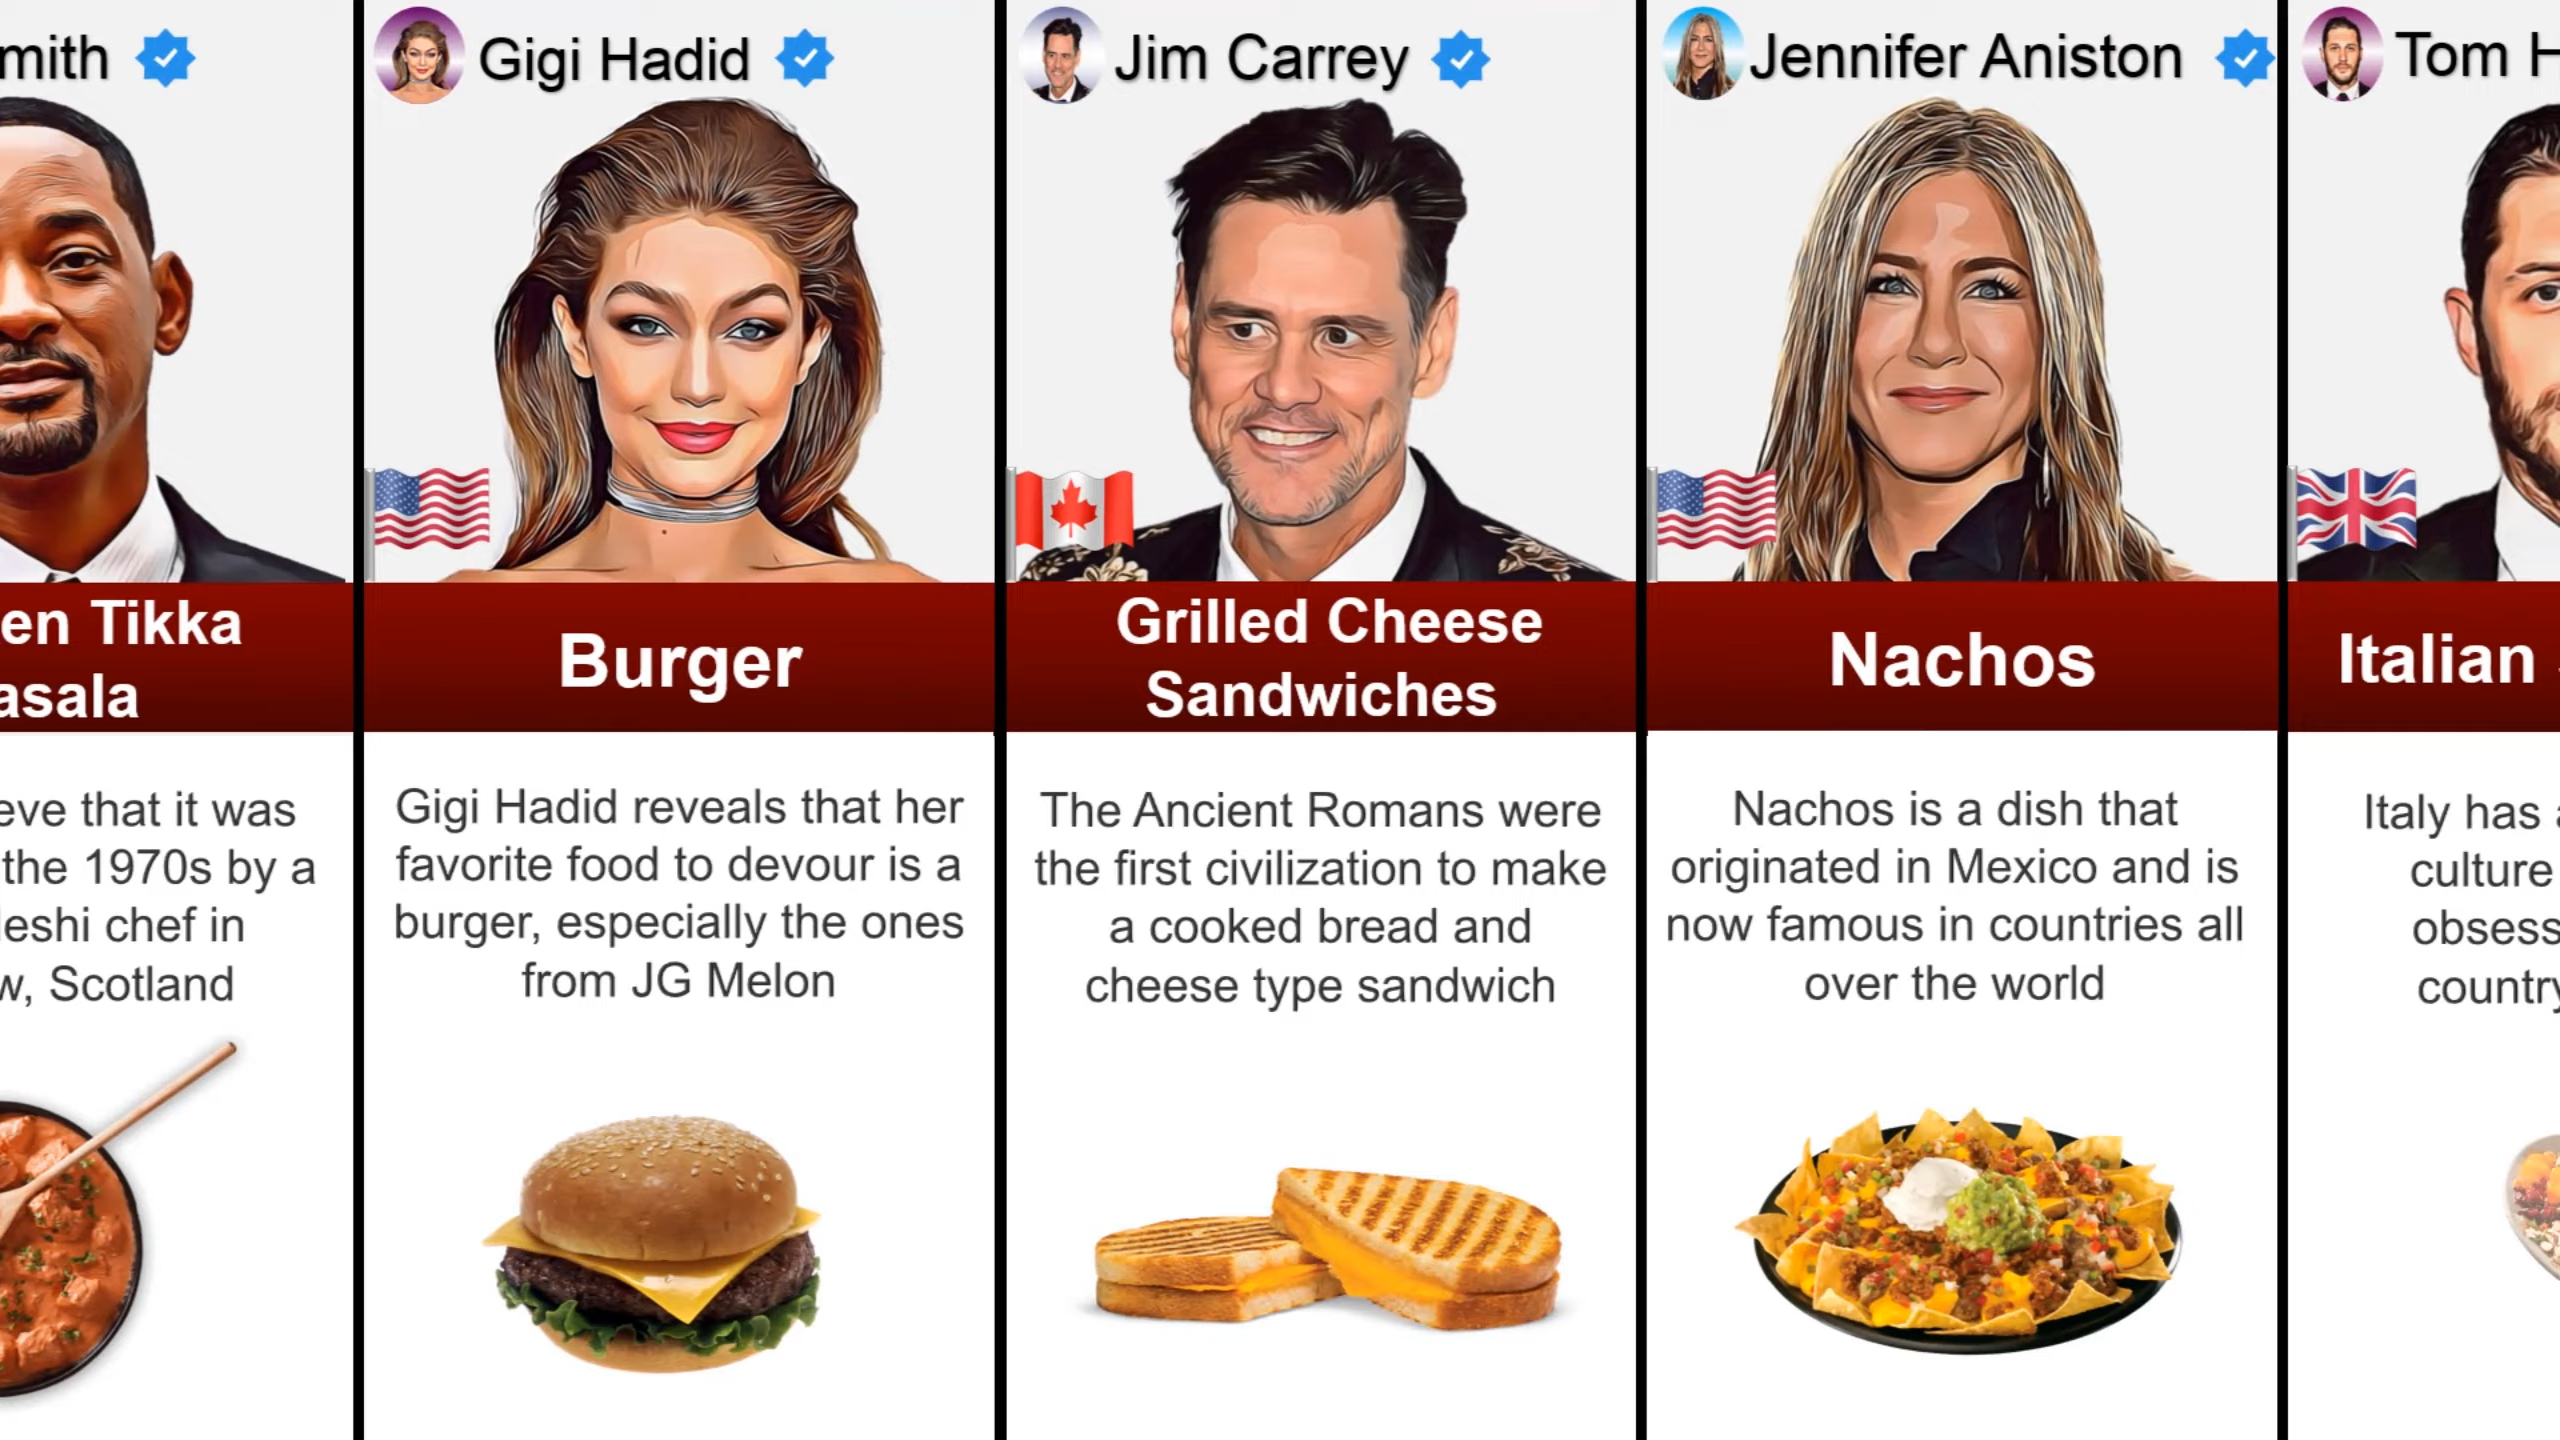 mith
en Tikka
asala
eve that it was
the 1970s by a
leshi chef in
w, Scotland
Gigi Hadid
Burger
Gigi Hadid reveals that her
favorite food to devour is a
burger, especially the ones
from JG Melon
Jim Carrey
Grilled Cheese
Sandwiches
The Ancient Romans were
the first civilization to make
a cooked bread and
cheese type sandwich
Jennifer Aniston
Nachos
Nachos is a dish that
originated in Mexico and is
now famous in countries all
over the world
Tom H
Italian
Italy has a
culture
obsess
country